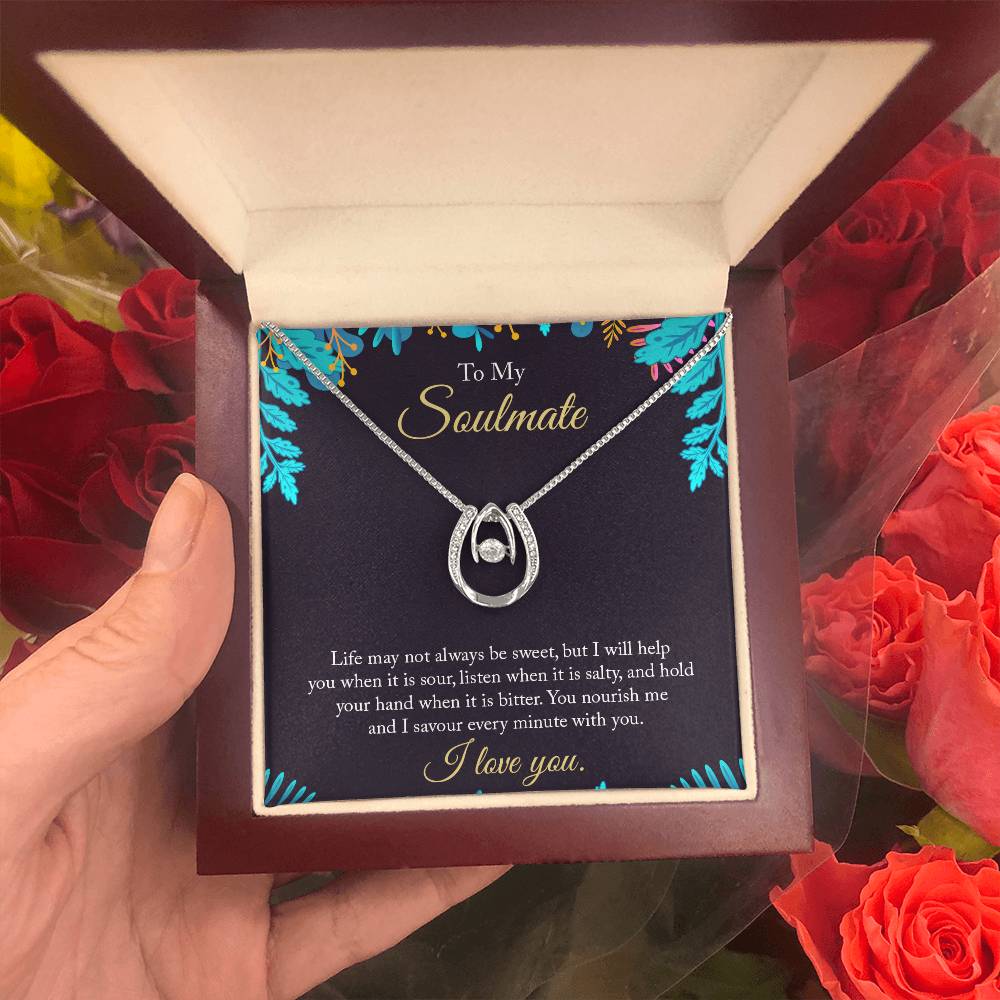 To My
Soulmate
Life may not always be sweet, but I will help
you when it is sour, listen when it is salty, and hold
your hand when it is bitter. You nourish me
and I savour every minute with you.
I love you.